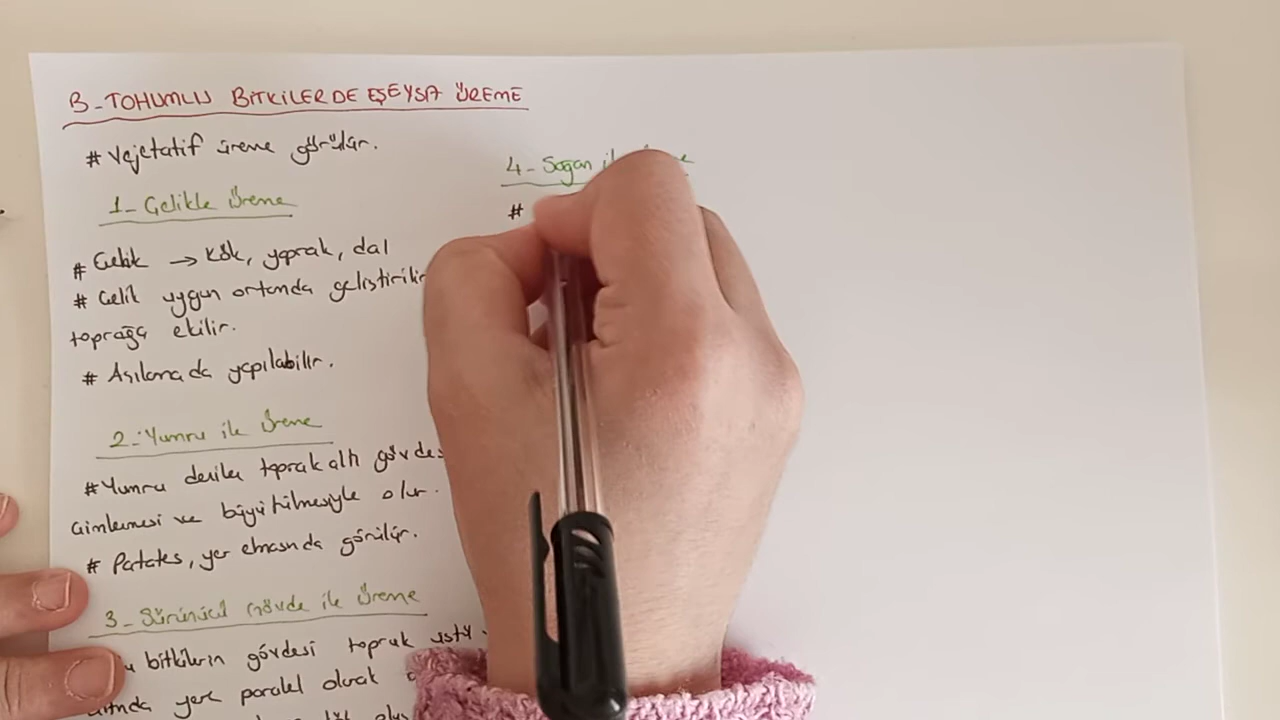 B-TOHUMLU BİTKİLERDE EŞEYSİZ ÜREME
# Vejetatif üreme görülür.
1- Çelikle Üreme
# Çelik → kök, yaprak, dal
# Çelik uygun ortamda geliştirilir
toprağa ekilir.
# Aşılama da yapılabilir.
2- Yumru ile Üreme
# Yumru denilen toprak altı gövdes
çimlenmesi ve büyütülmesiyle olur.
# Patates, yer elmasında görülür.
3- Sürünücü Gövde ile Üreme
bitkilerin gövdesi toprak üstü
altında yere paralel olarak
4- Soğan
#